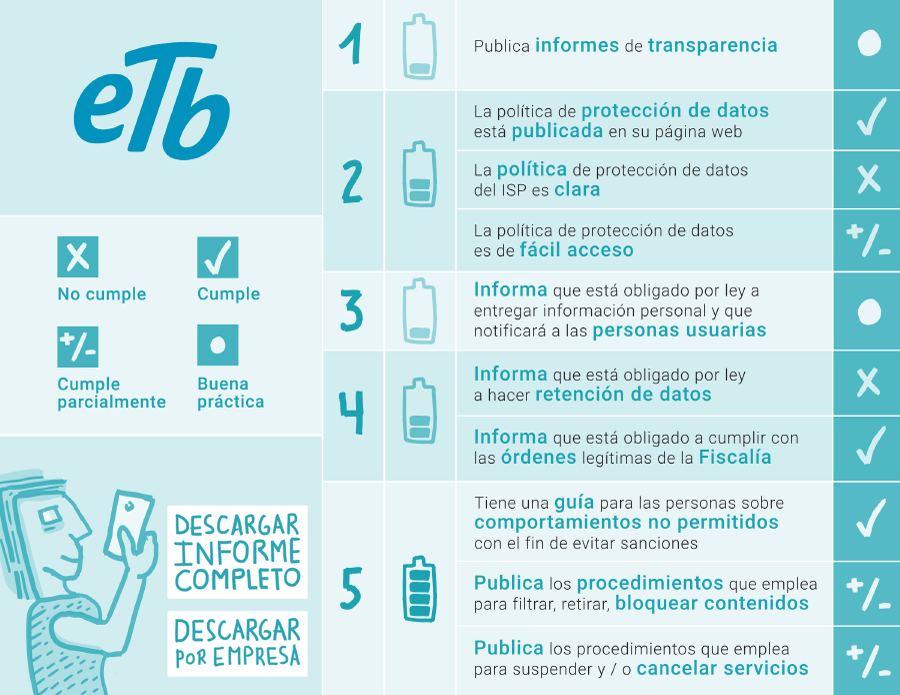 eTb
No cumple
Cumple
+/-
Cumple
parcialmente
Buena
práctica
DESCARGAR
INFORME
COMPLETO
DESCARGAR
POR EMPRESA
1
Publica informes de transparencia
2
La política de protección de datos
está publicada en su página web
La política de protección de datos
del ISP es clara
La política de protección de datos
es de fácil acceso
+/-
3
Informa que está obligado por ley a
entregar información personal y que
notificará a las personas usuarias
4
Informa que está obligado por ley
a hacer retención de datos
Informa que está obligado a cumplir con
las órdenes legítimas de la Fiscalía
5
Tiene una guía para las personas sobre
comportamientos no permitidos
con el fin de evitar sanciones
Publica los procedimientos que emplea
para filtrar, retirar, bloquear contenidos
+/-
Publica los procedimientos que emplea
para suspender y / o cancelar servicios
+/-